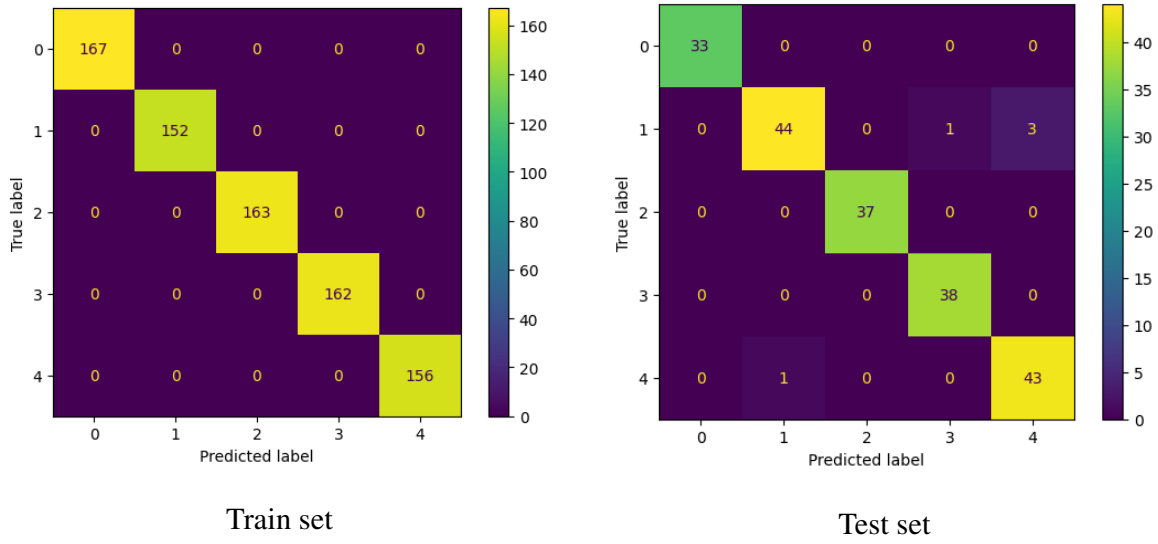 0 167 0 0 0 0
1 0 152 0 0 0
2 0 0 163 0 0
3 0 0 0 162 0
4 0 0 0 0 156
0 1 2 3 4
True label
Predicted label
160
140
120
100
80
60
40
20
0
Train set
0 33 0 0 0 0
1 0 44 0 1 3
2 0 0 37 0 0
3 0 0 0 38 0
4 0 1 0 0 43
0 1 2 3 4
True label
Predicted label
40
35
30
25
20
15
10
5
0
Test set